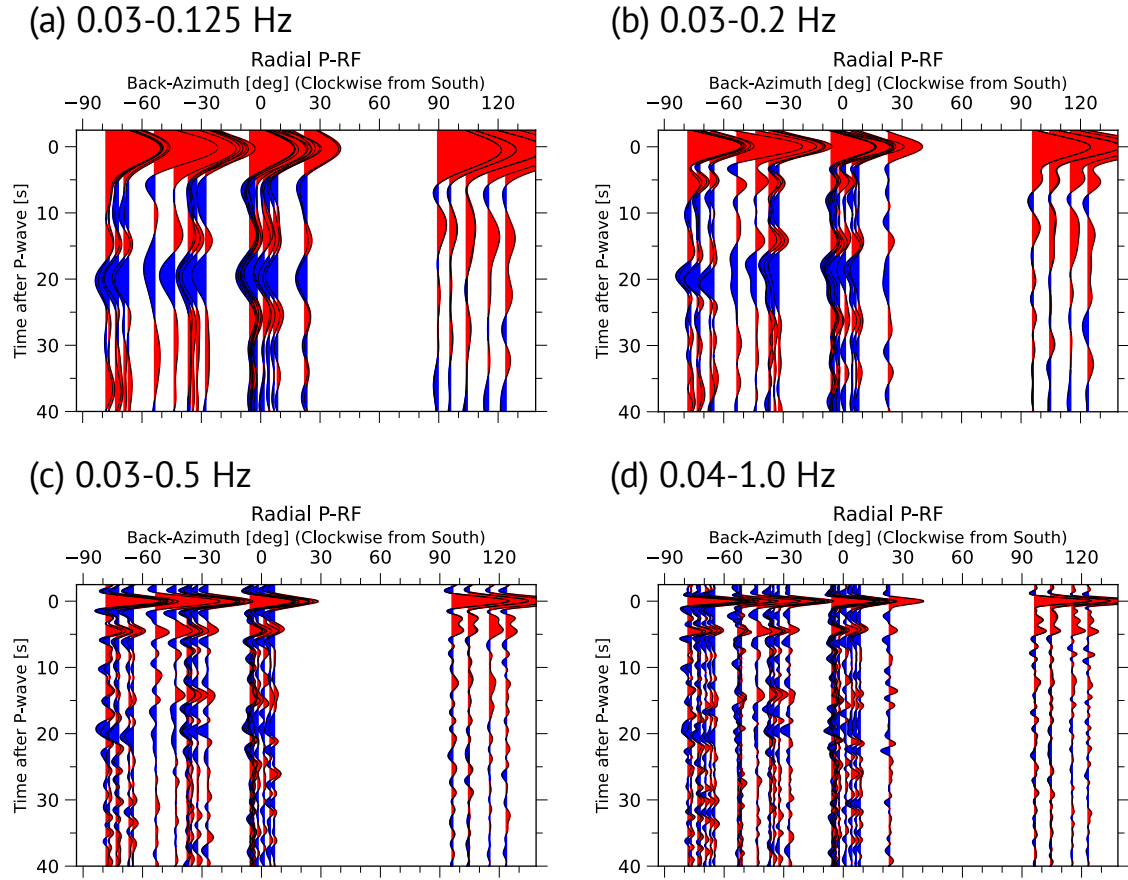 (a) 0.03-0.125 Hz
Radial P-RF
Back-Azimuth [deg] (Clockwise from South)
−90 −60 −30 0 30 60 90 120
Time after P-wave [s]
0
10
20
30
40
(b) 0.03-0.2 Hz
Radial P-RF
Back-Azimuth [deg] (Clockwise from South)
−90 −60 −30 0 30 60 90 120
Time after P-wave [s]
0
10
20
30
40
(c) 0.03-0.5 Hz
Radial P-RF
Back-Azimuth [deg] (Clockwise from South)
−90 −60 −30 0 30 60 90 120
Time after P-wave [s]
0
10
20
30
40
(d) 0.04-1.0 Hz
Radial P-RF
Back-Azimuth [deg] (Clockwise from South)
−90 −60 −30 0 30 60 90 120
Time after P-wave [s]
0
10
20
30
40